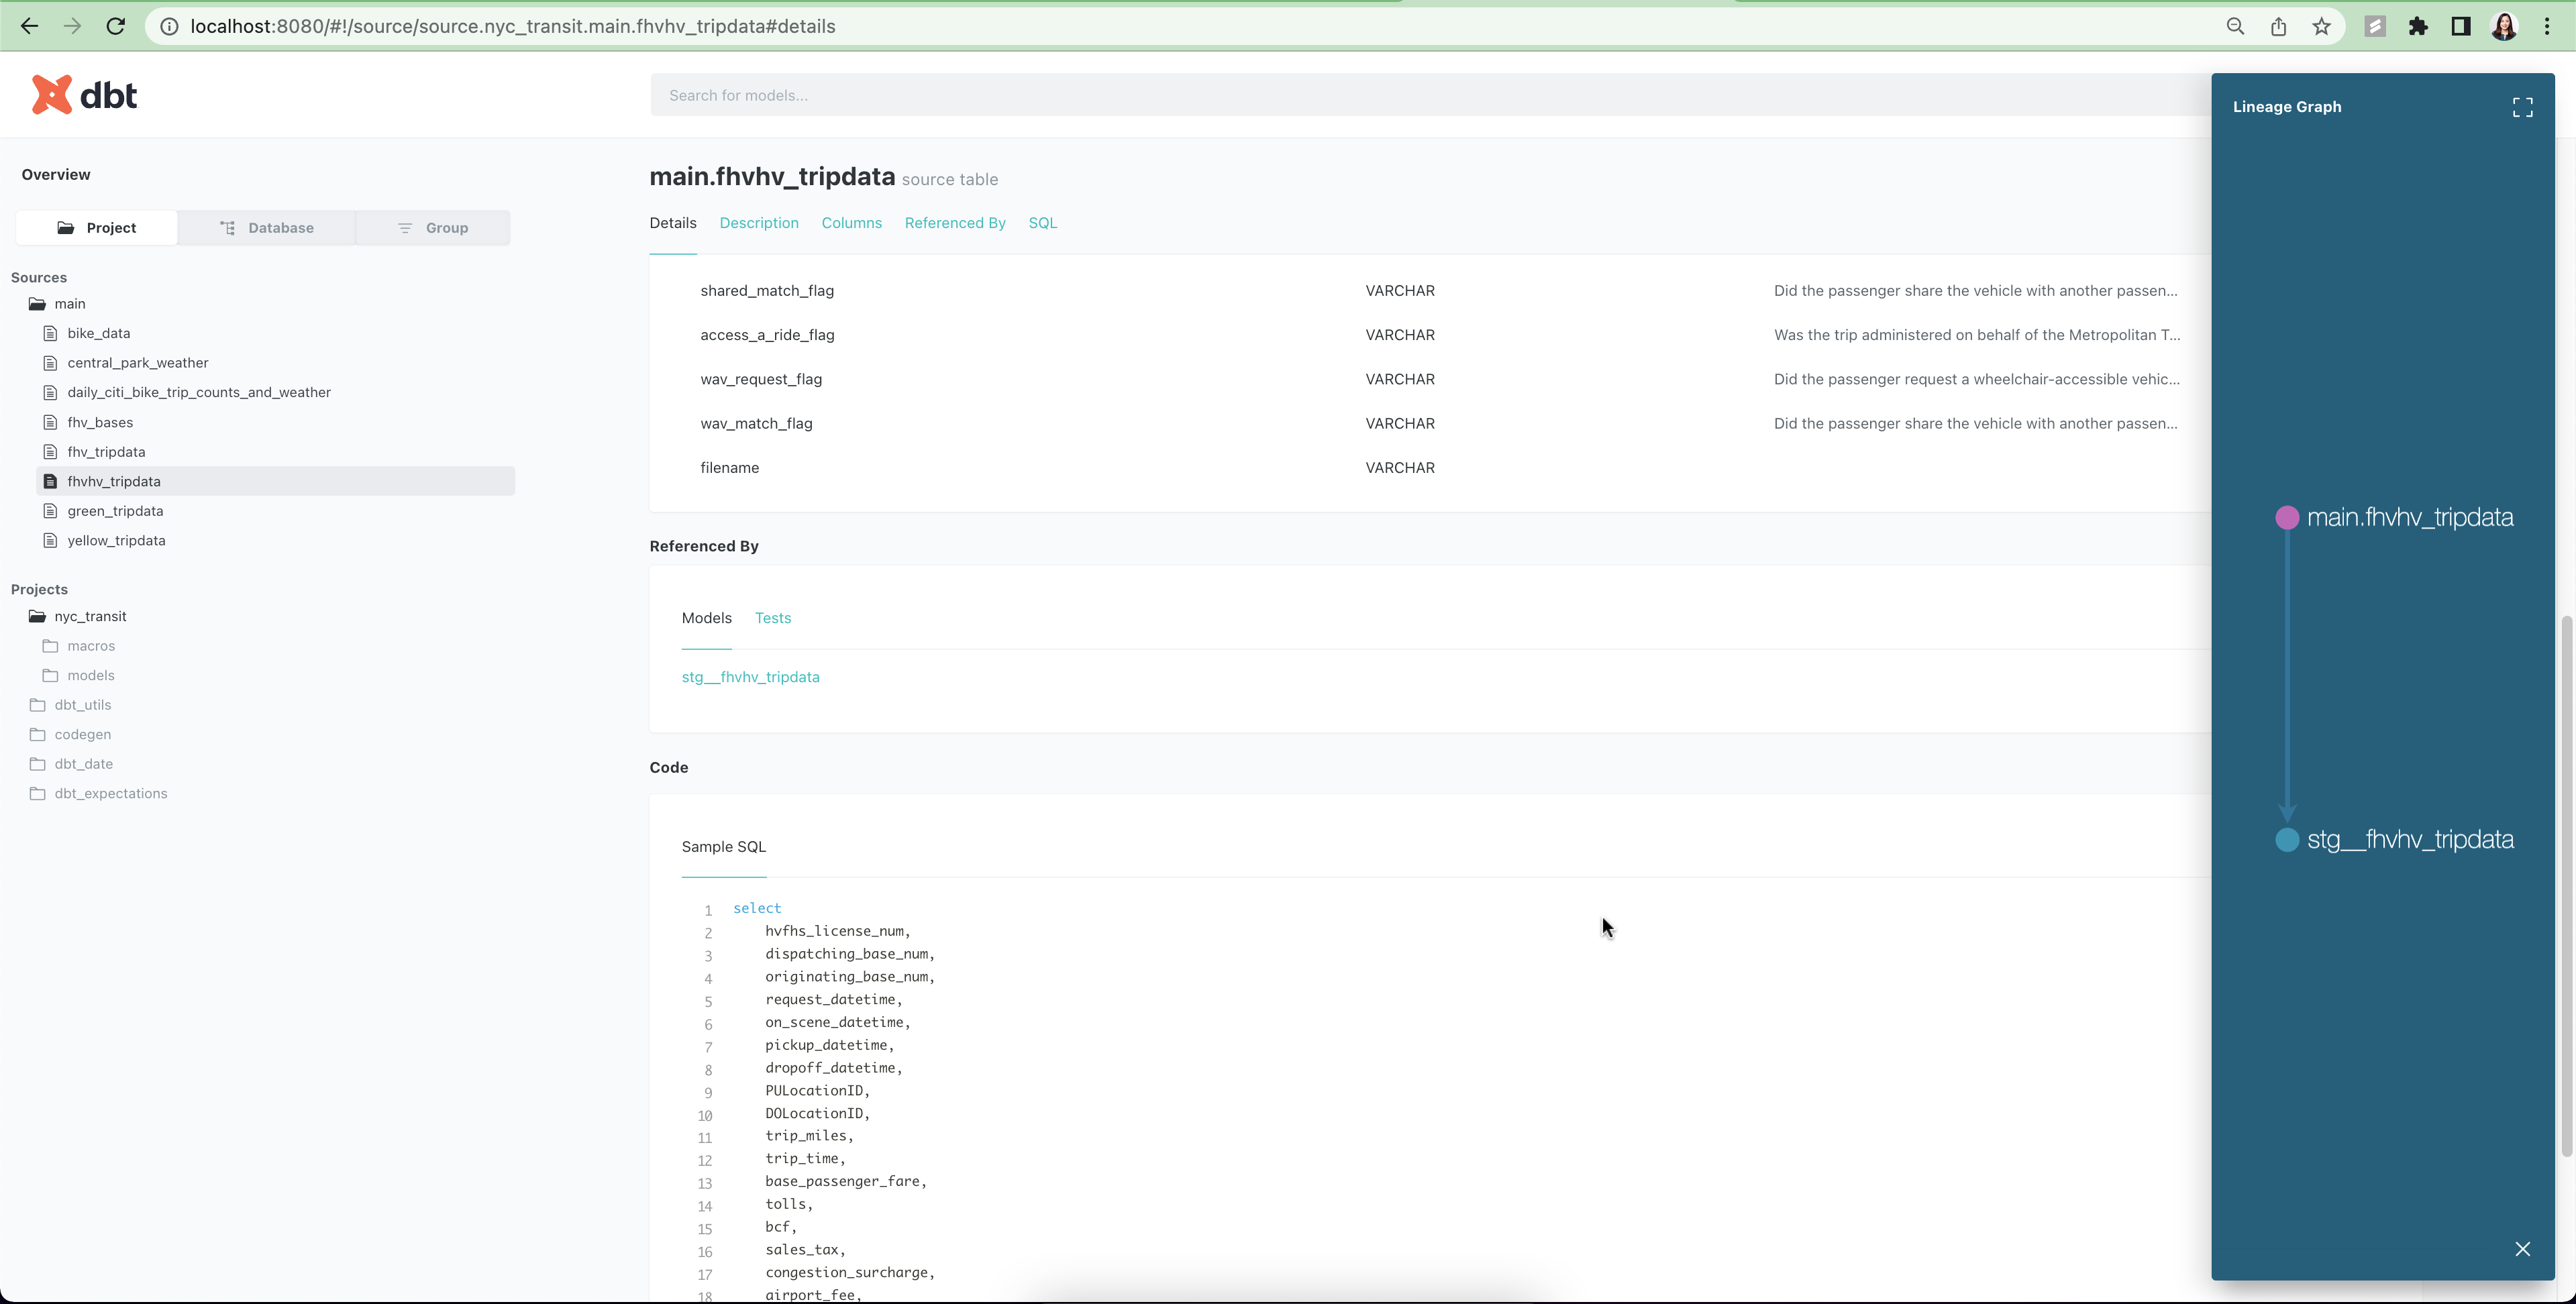 localhost:8080/#!/source/source.nyc_transit.main.fhvhv_tripdata#details
dbt
Search for models...
Overview
Project
Database
Group
Sources
main
bike_data
central_park_weather
daily_citi_bike_trip_counts_and_weather
fhv_bases
fhv_tripdata
fhvhv_tripdata
green_tripdata
yellow_tripdata
Projects
nyc_transit
macros
models
dbt_utils
codegen
dbt_date
dbt_expectations
main.fhvhv_tripdata source table
Details Description Columns Referenced By SQL
shared_match_flag VARCHAR Did the passenger share the vehicle with another passen...
access_a_ride_flag VARCHAR Was the trip administered on behalf of the Metropolitan T...
wav_request_flag VARCHAR Did the passenger request a wheelchair-accessible vehic...
wav_match_flag VARCHAR Did the passenger share the vehicle with another passen...
filename VARCHAR
Referenced By
Models Tests
stg__fhvhv_tripdata
Code
Sample SQL
1 select
2 hvfhs_license_num,
3 dispatching_base_num,
4 originating_base_num,
5 request_datetime,
6 on_scene_datetime,
7 pickup_datetime,
8 dropoff_datetime,
9 PULocationID,
10 DOLocationID,
11 trip_miles,
12 trip_time,
13 base_passenger_fare,
14 tolls,
15 bcf,
16 sales_tax,
17 congestion_surcharge,
18 airport_fee,
Lineage Graph
main.fhvhv_tripdata
stg__fhvhv_tripdata